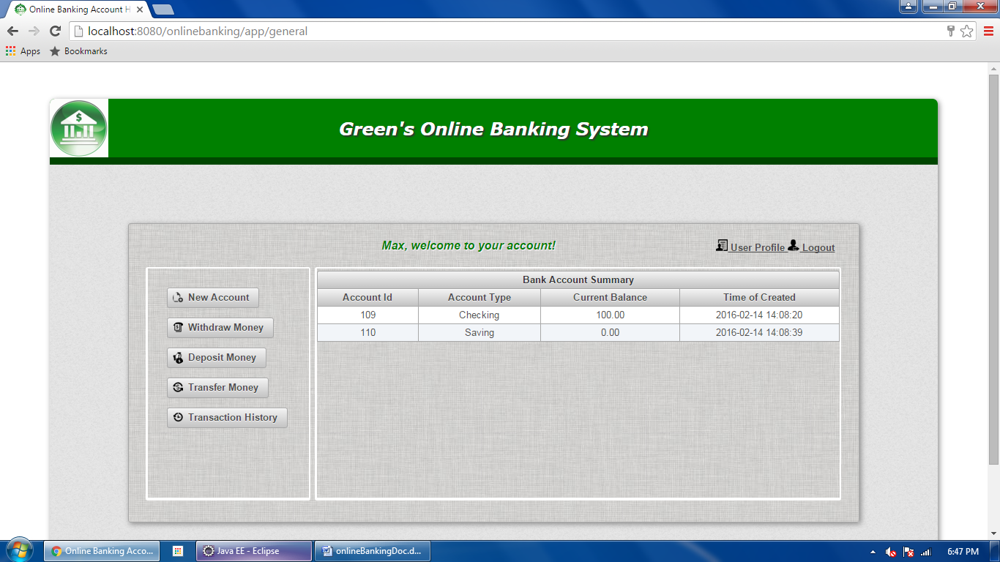 Online Banking Account H
localhost:8080/onlinebanking/app/general
Apps Bookmarks
$
Green's Online Banking System
Max, welcome to your account!
User Profile Logout
New Account
Withdraw Money
Deposit Money
Transfer Money
Transaction History
Bank Account Summary
Account Id Account Type Current Balance Time of Created
109 Checking 100.00 2016-02-14 14:08:20
110 Saving 0.00 2016-02-14 14:08:39
Online Banking Acco... Java EE - Eclipse onlineBankingDoc.d... 6:47 PM